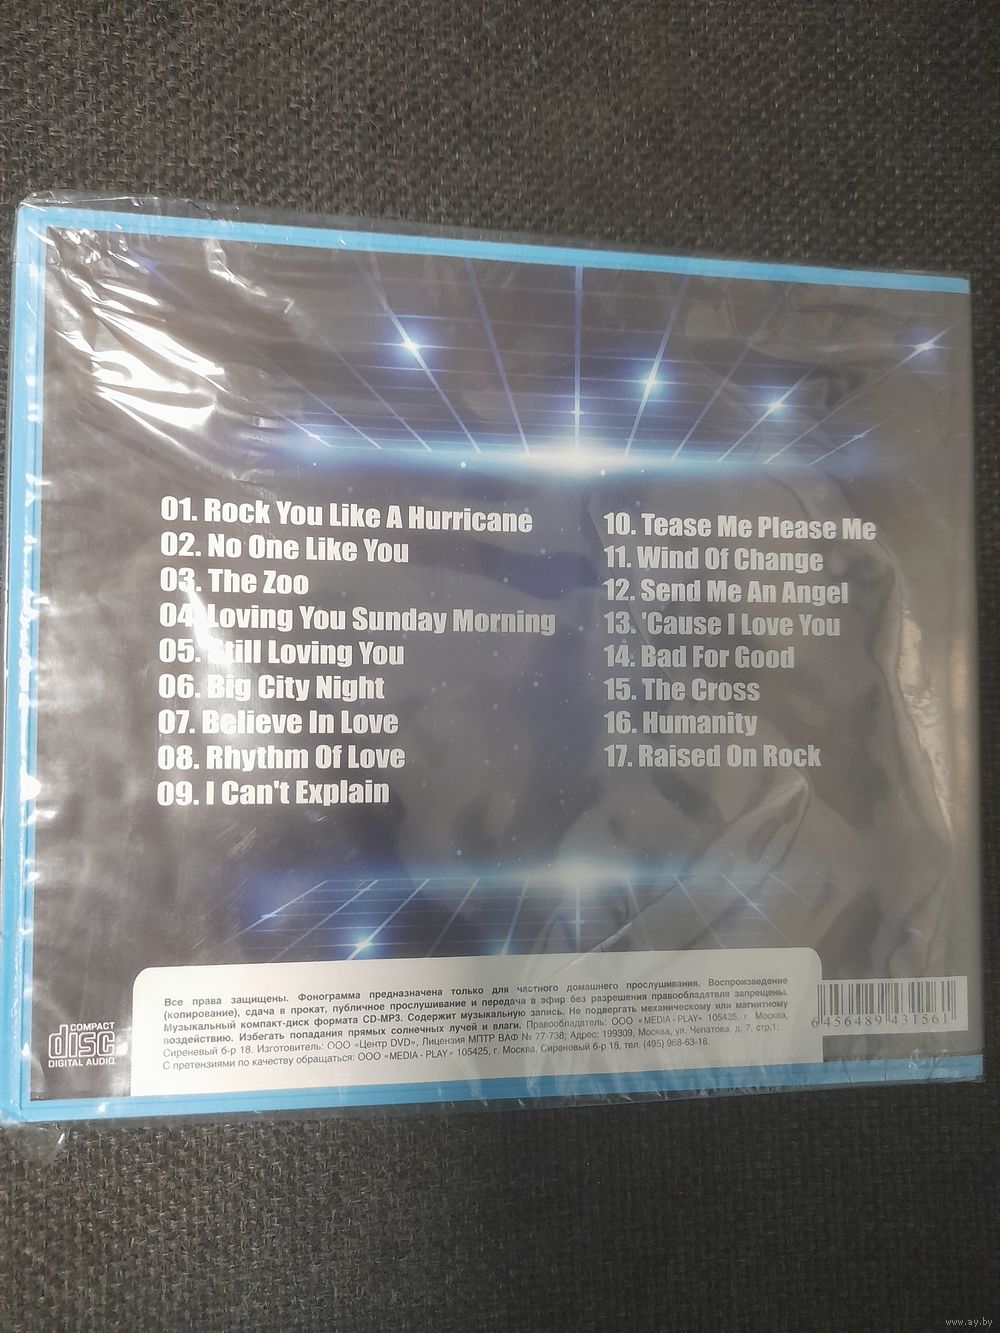 01. Rock You Like A Hurricane
02. No One Like You
03. The Zoo
04. Loving You Sunday Morning
05. Still Loving You
06. Big City Night
07. Believe In Love
08. Rhythm Of Love
09. I Can't Explain
10. Tease Me Please Me
11. Wind Of Change
12. Send Me An Angel
13. 'Cause I Love You
14. Bad For Good
15. The Cross
16. Humanity
17. Raised On Rock
COMPACT
disc
DIGITAL AUDIO
Все права защищены. Фонограмма предназначена только для частного домашнего прослушивания. Воспроизведение
(копирование), сдача в прокат, публичное прослушивание и передача в эфир без разрешения правообладателя запрещены.
Музыкальный компакт-диск формата CD-MP3. Содержит музыкальную запись. Не подвергать механическому или магнитному
воздействию. Избегать попадания прямых солнечных лучей и влаги. Правообладатель: ООО «MEDIA - PLAY» 105425, г. Москва,
Сиреневый б-р 18. Изготовитель: ООО «Центр DVD», Лицензия МПТР ВАФ № 77-738; Адрес: 199309, Москва, ул. Чепатова, д. 7, стр.1;
С претензиями по качеству обращаться: ООО «MEDIA - PLAY» 105425, г. Москва, Сиреневый б-р 18, тел. (495) 968-63-18.
6 456489 431561
www.ay.by